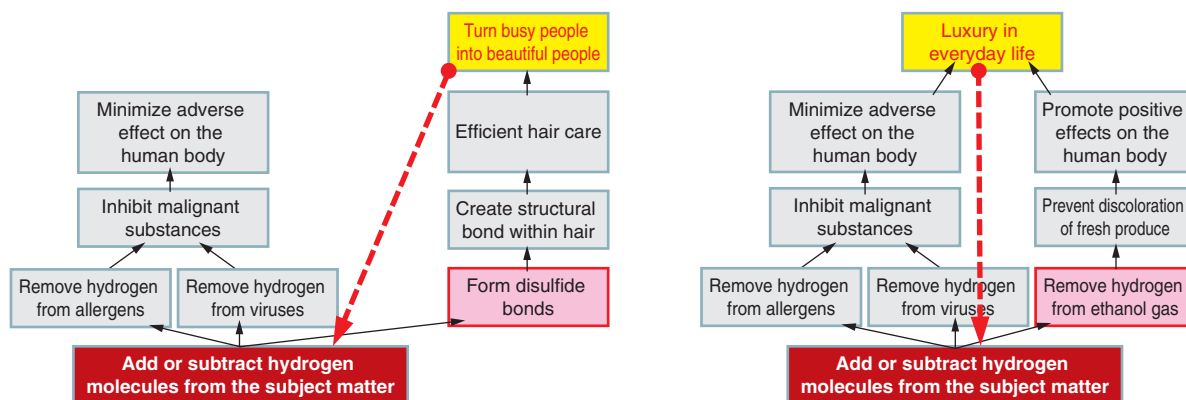 Turn busy people
into beautiful people
Minimize adverse
effect on the
human body
Efficient hair care
Inhibit malignant
substances
Create structural
bond within hair
Remove hydrogen
from allergens
Remove hydrogen
from viruses
Form disulfide
bonds
Add or subtract hydrogen
molecules from the subject matter
Luxury in
everyday life
Minimize adverse
effect on the
human body
Promote positive
effects on the
human body
Inhibit malignant
substances
Prevent discoloration
of fresh produce
Remove hydrogen
from allergens
Remove hydrogen
from viruses
Remove hydrogen
from ethanol gas
Add or subtract hydrogen
molecules from the subject matter